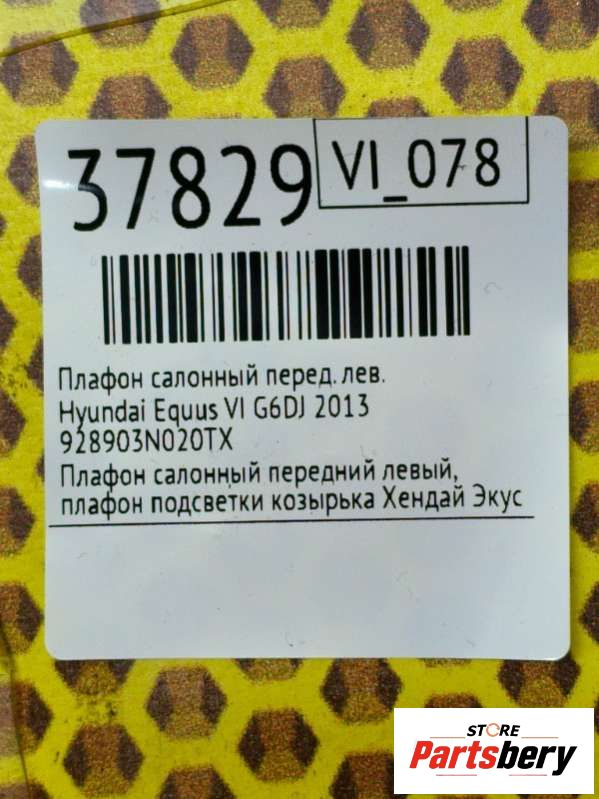 37829
VI_078
Плафон салонный перед. лев.
Hyundai Equus VI G6DJ 2013
928903N020TX
Плафон салонный передний левый,
плафон подсветки козырька Хендай Экус
STORE
Partsbery